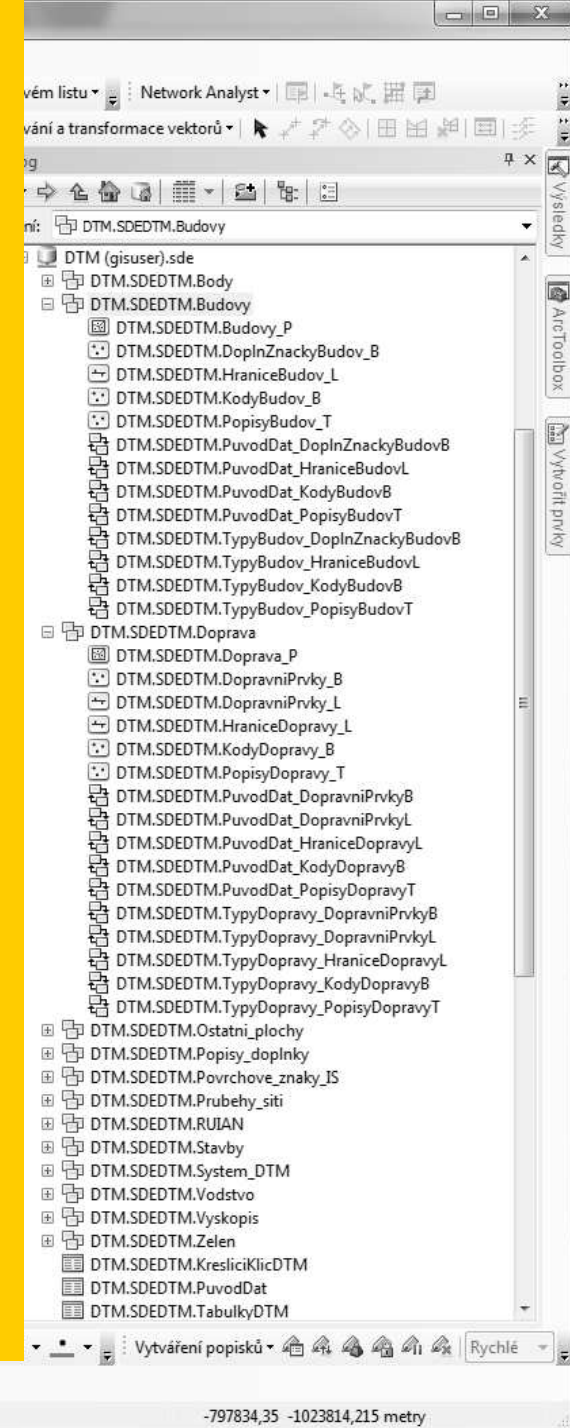 vém listu
Network Analyst
vání a transformace vektorů
og
ní: DTM.SDEDTM.Budovy
DTM (gisuser).sde
DTM.SDEDTM.Body
DTM.SDEDTM.Budovy
DTM.SDEDTM.Budovy_P
DTM.SDEDTM.DoplnZnackyBudov_B
DTM.SDEDTM.HraniceBudov_L
DTM.SDEDTM.KodyBudov_B
DTM.SDEDTM.PopisyBudov_T
DTM.SDEDTM.PuvodDat_DoplnZnackyBudovB
DTM.SDEDTM.PuvodDat_HraniceBudovL
DTM.SDEDTM.PuvodDat_KodyBudovB
DTM.SDEDTM.PuvodDat_PopisyBudovT
DTM.SDEDTM.TypyBudov_DoplnZnackyBudovB
DTM.SDEDTM.TypyBudov_HraniceBudovL
DTM.SDEDTM.TypyBudov_KodyBudovB
DTM.SDEDTM.TypyBudov_PopisyBudovT
DTM.SDEDTM.Doprava
DTM.SDEDTM.Doprava_P
DTM.SDEDTM.DopravniPrvky_B
DTM.SDEDTM.DopravniPrvky_L
DTM.SDEDTM.HraniceDopravy_L
DTM.SDEDTM.KodyDopravy_B
DTM.SDEDTM.PopisyDopravy_T
DTM.SDEDTM.PuvodDat_DopravniPrvkyB
DTM.SDEDTM.PuvodDat_DopravniPrvkyL
DTM.SDEDTM.PuvodDat_HraniceDopravyL
DTM.SDEDTM.PuvodDat_KodyDopravyB
DTM.SDEDTM.PuvodDat_PopisyDopravyT
DTM.SDEDTM.TypyDopravy_DopravniPrvkyB
DTM.SDEDTM.TypyDopravy_DopravniPrvkyL
DTM.SDEDTM.TypyDopravy_HraniceDopravyL
DTM.SDEDTM.TypyDopravy_KodyDopravyB
DTM.SDEDTM.TypyDopravy_PopisyDopravyT
DTM.SDEDTM.Ostatni_plochy
DTM.SDEDTM.Popisy_doplnky
DTM.SDEDTM.Povrchove_znaky_IS
DTM.SDEDTM.Prubehy_siti
DTM.SDEDTM.RUIAN
DTM.SDEDTM.Stavby
DTM.SDEDTM.System_DTM
DTM.SDEDTM.Vodstvo
DTM.SDEDTM.Vyskopis
DTM.SDEDTM.Zelen
DTM.SDEDTM.KresliciKlicDTM
DTM.SDEDTM.PuvodDat
DTM.SDEDTM.TabulkyDTM
Výsledky
ArcToolbox
Vytvořit prvky
Vytváření popisků
Rychlé
-797834,35 -1023814,215 metry